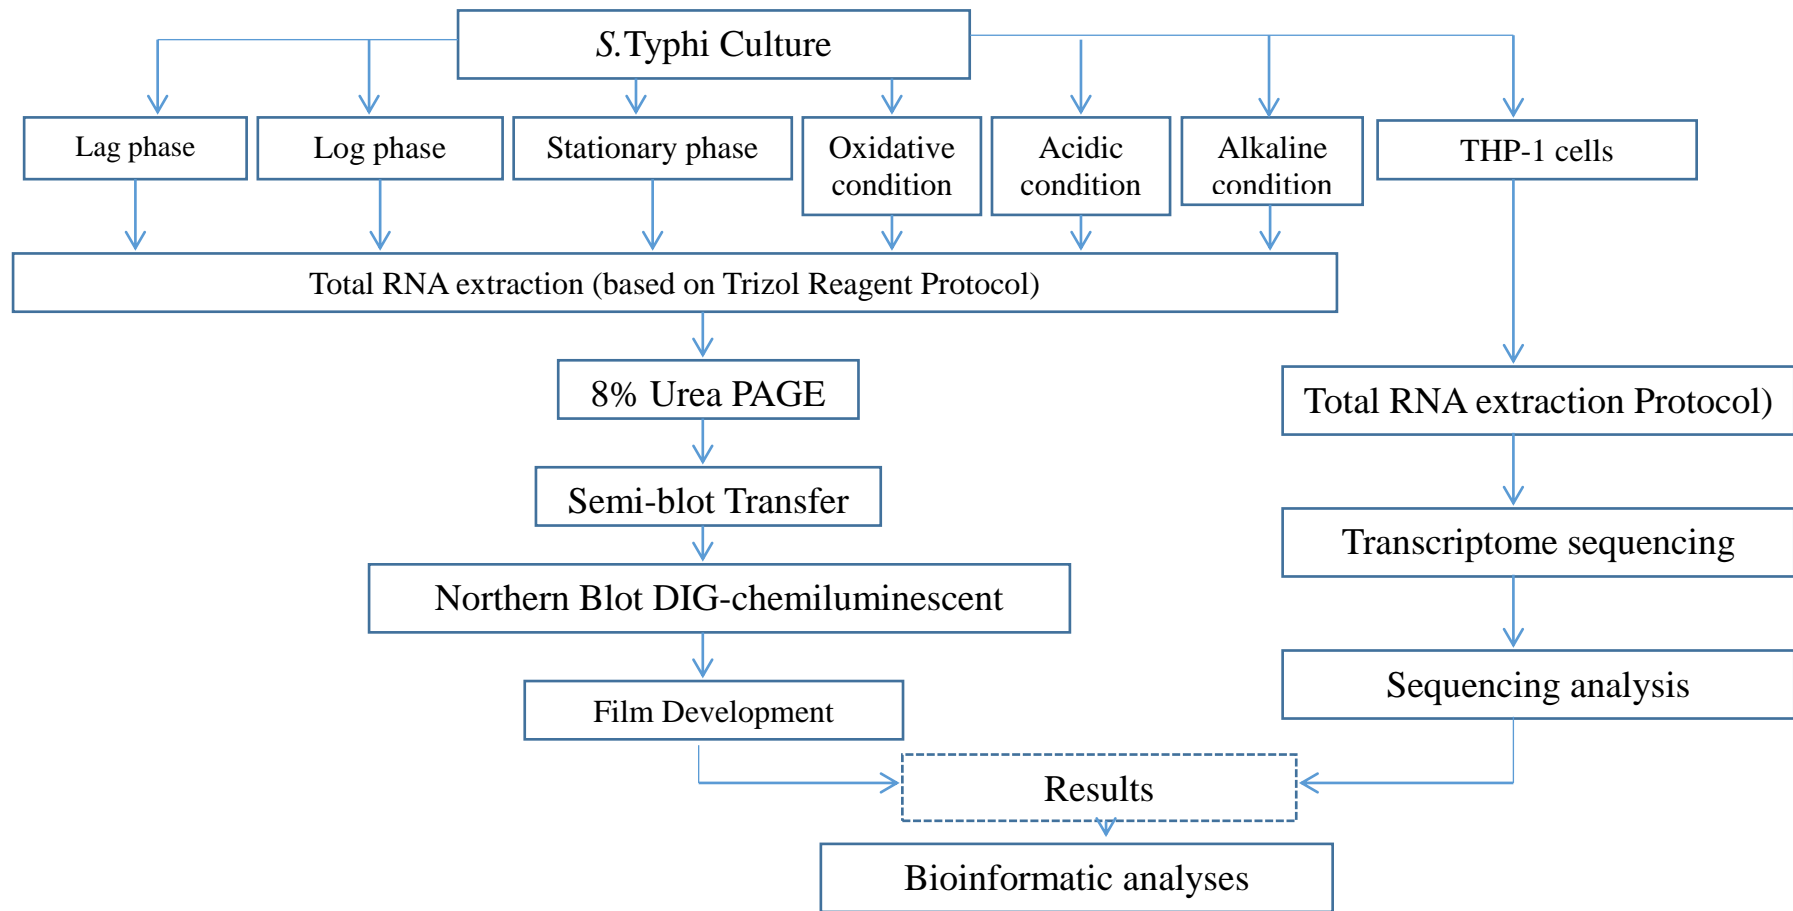 S.Typhi Culture
Lag phase
Log phase
Stationary phase
Oxidative
condition
Acidic
condition
Alkaline
condition
THP-1 cells
Total RNA extraction (based on Trizol Reagent Protocol)
8% Urea PAGE
Total RNA extraction Protocol)
Semi-blot Transfer
Transcriptome sequencing
Northern Blot DIG-chemiluminescent
Sequencing analysis
Film Development
Results
Bioinformatic analyses